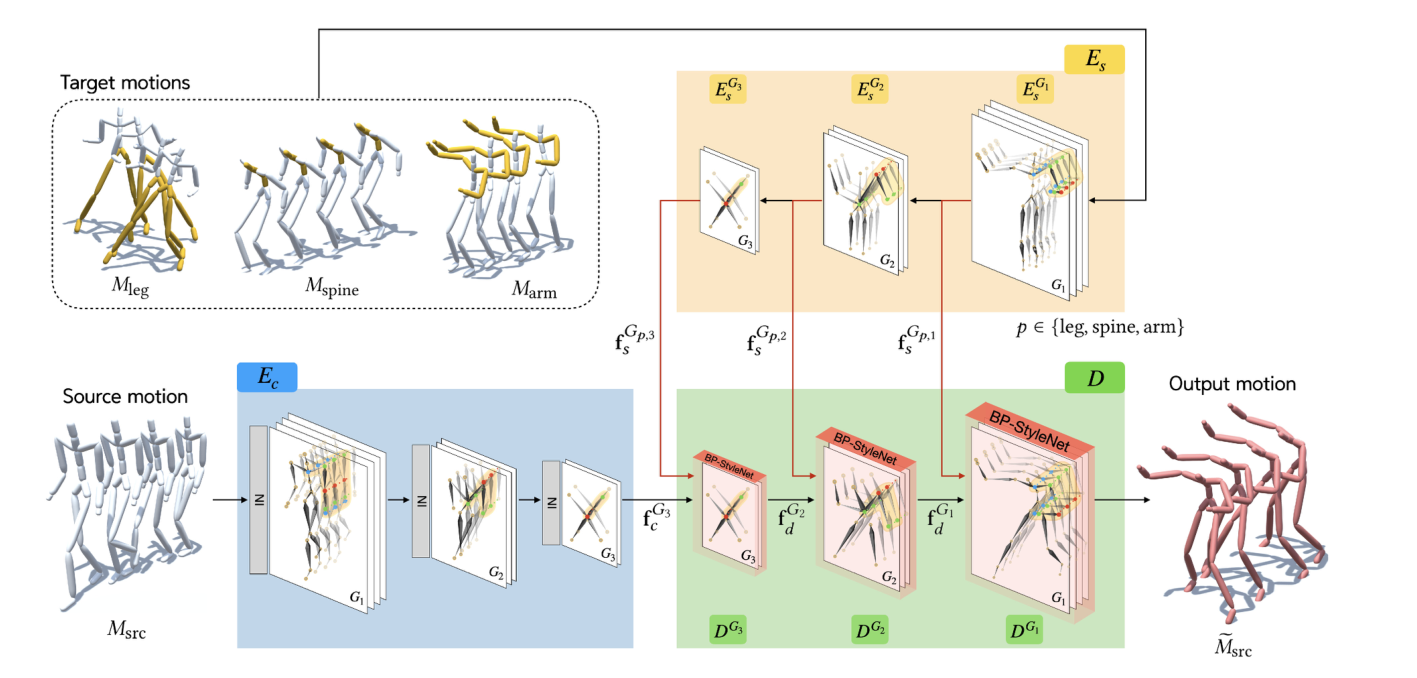 Target motions
M_leg
M_spine
M_arm
E_s
E_s^{G_3}
E_s^{G_2}
E_s^{G_1}
G_3
G_2
G_1
p ∈ {leg, spine, arm}
f_s^{G_{p,3}}
f_s^{G_{p,2}}
f_s^{G_{p,1}}
Source motion
M_src
E_c
IN
G_1
IN
G_2
IN
G_3
f_c^{G_3}
D
BP-StyleNet
G_3
f_d^{G_2}
BP-StyleNet
G_2
f_d^{G_1}
BP-StyleNet
G_1
D^{G_3}
D^{G_2}
D^{G_1}
Output motion
M̃_src